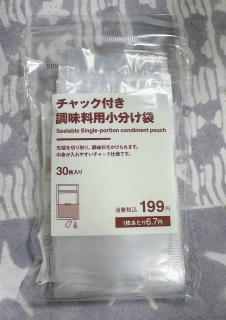 チャック付き
調味料用小分け袋
Sealable Single-portion condiment pouch
先端を切り取り、調味料をかけられます。
中身が入れやすいチャック仕様です。
30枚入り
消費税込 199円
1枚あたり6.7円